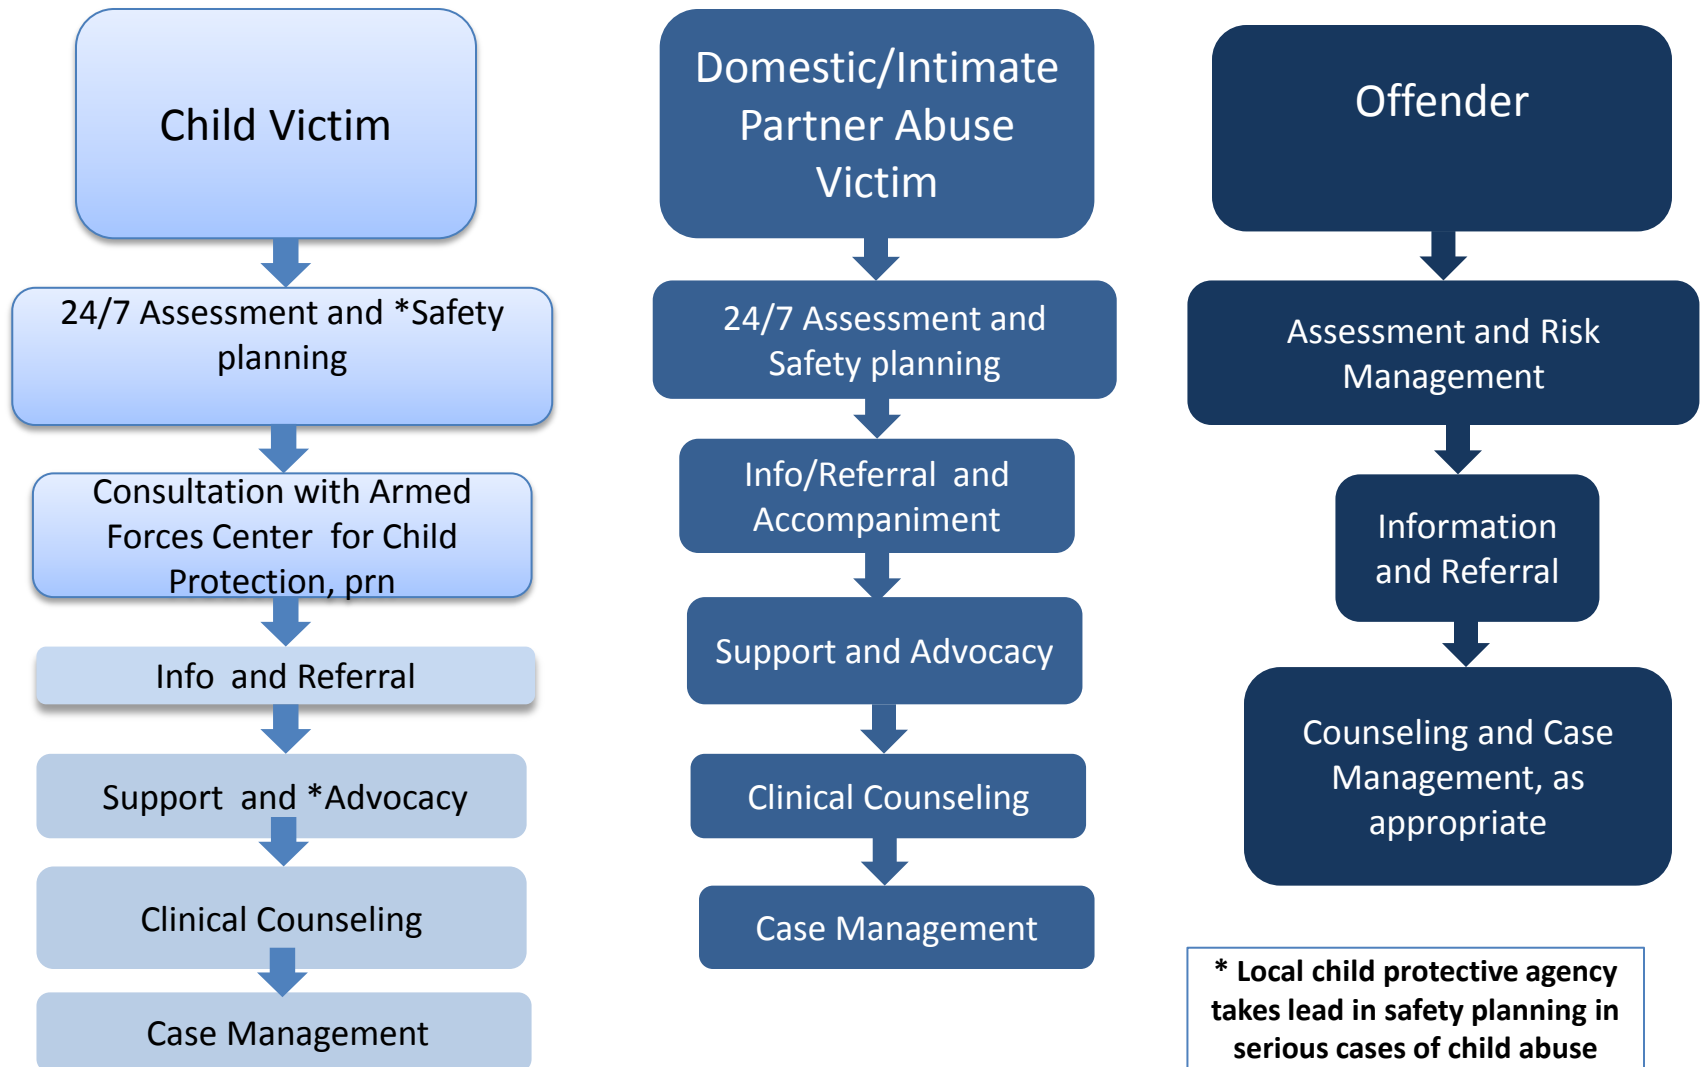 Child Victim
24/7 Assessment and *Safety
planning
Consultation with Armed
Forces Center for Child
Protection, prn
Info and Referral
Support and *Advocacy
Clinical Counseling
Case Management
Domestic/Intimate
Partner Abuse
Victim
24/7 Assessment and
Safety planning
Info/Referral and
Accompaniment
Support and Advocacy
Clinical Counseling
Case Management
Offender
Assessment and Risk
Management
Information
and Referral
Counseling and Case
Management, as
appropriate
* Local child protective agency
takes lead in safety planning in
serious cases of child abuse